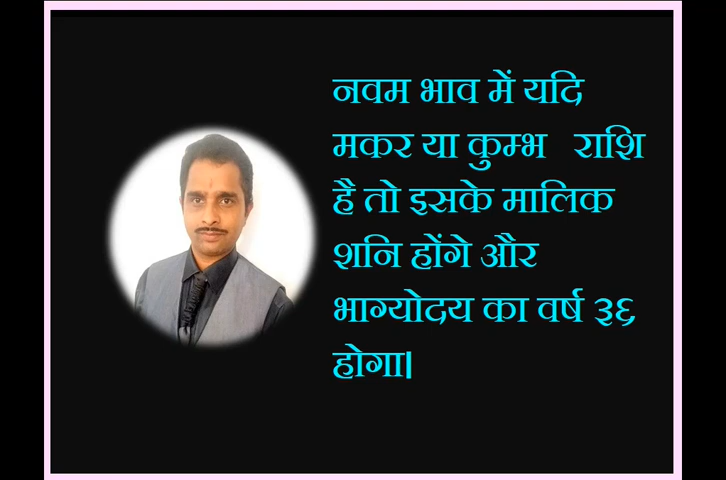 नवम भाव में यदि
मकर या कुम्भ राशि
है तो इसके मालिक
शनि होंगे और
भाग्योदय का वर्ष ३६
होगा।